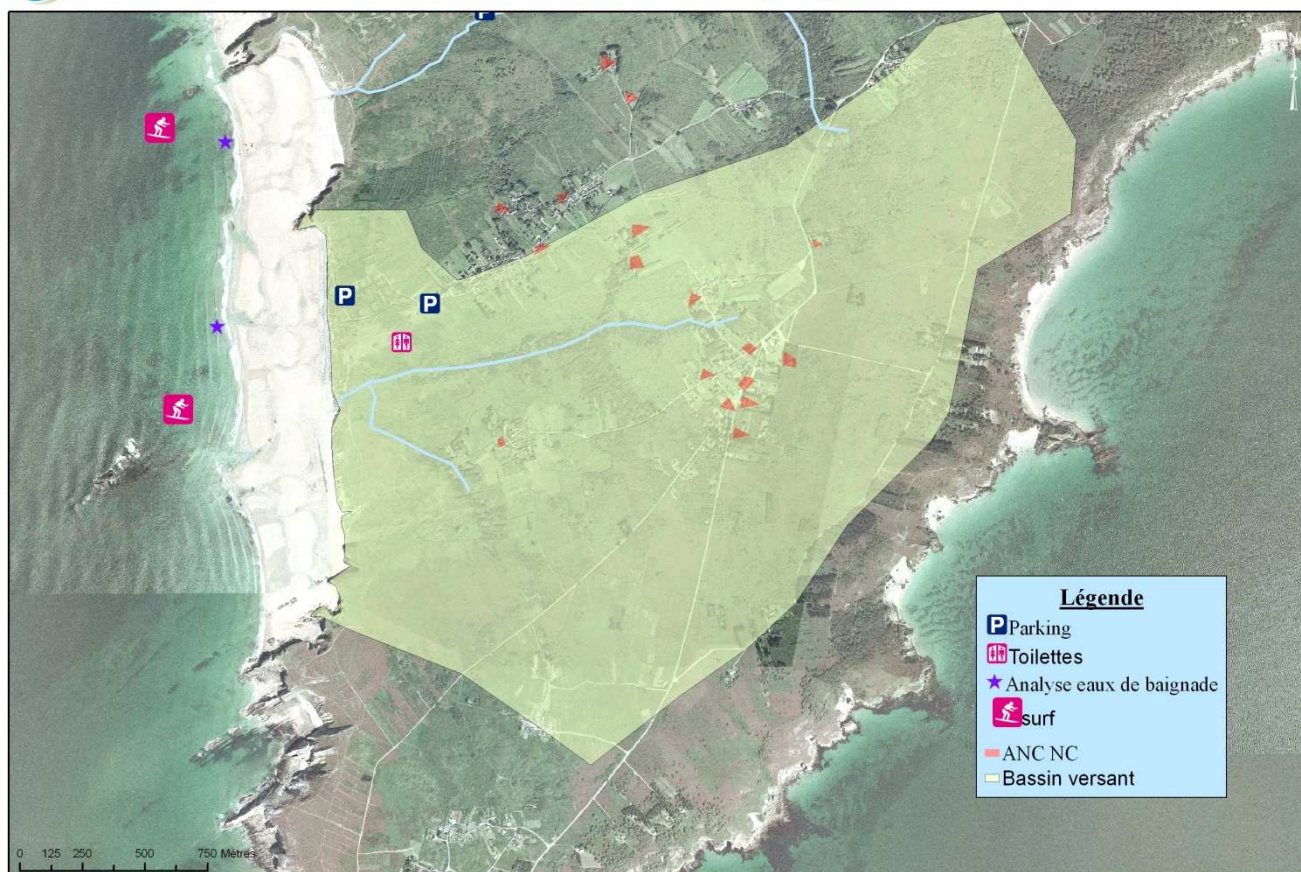 P
P
P
Légende
P Parking
Toilettes
Analyse eaux de baignade
surf
ANC NC
Bassin versant
0 125 250 500 750 Mètres